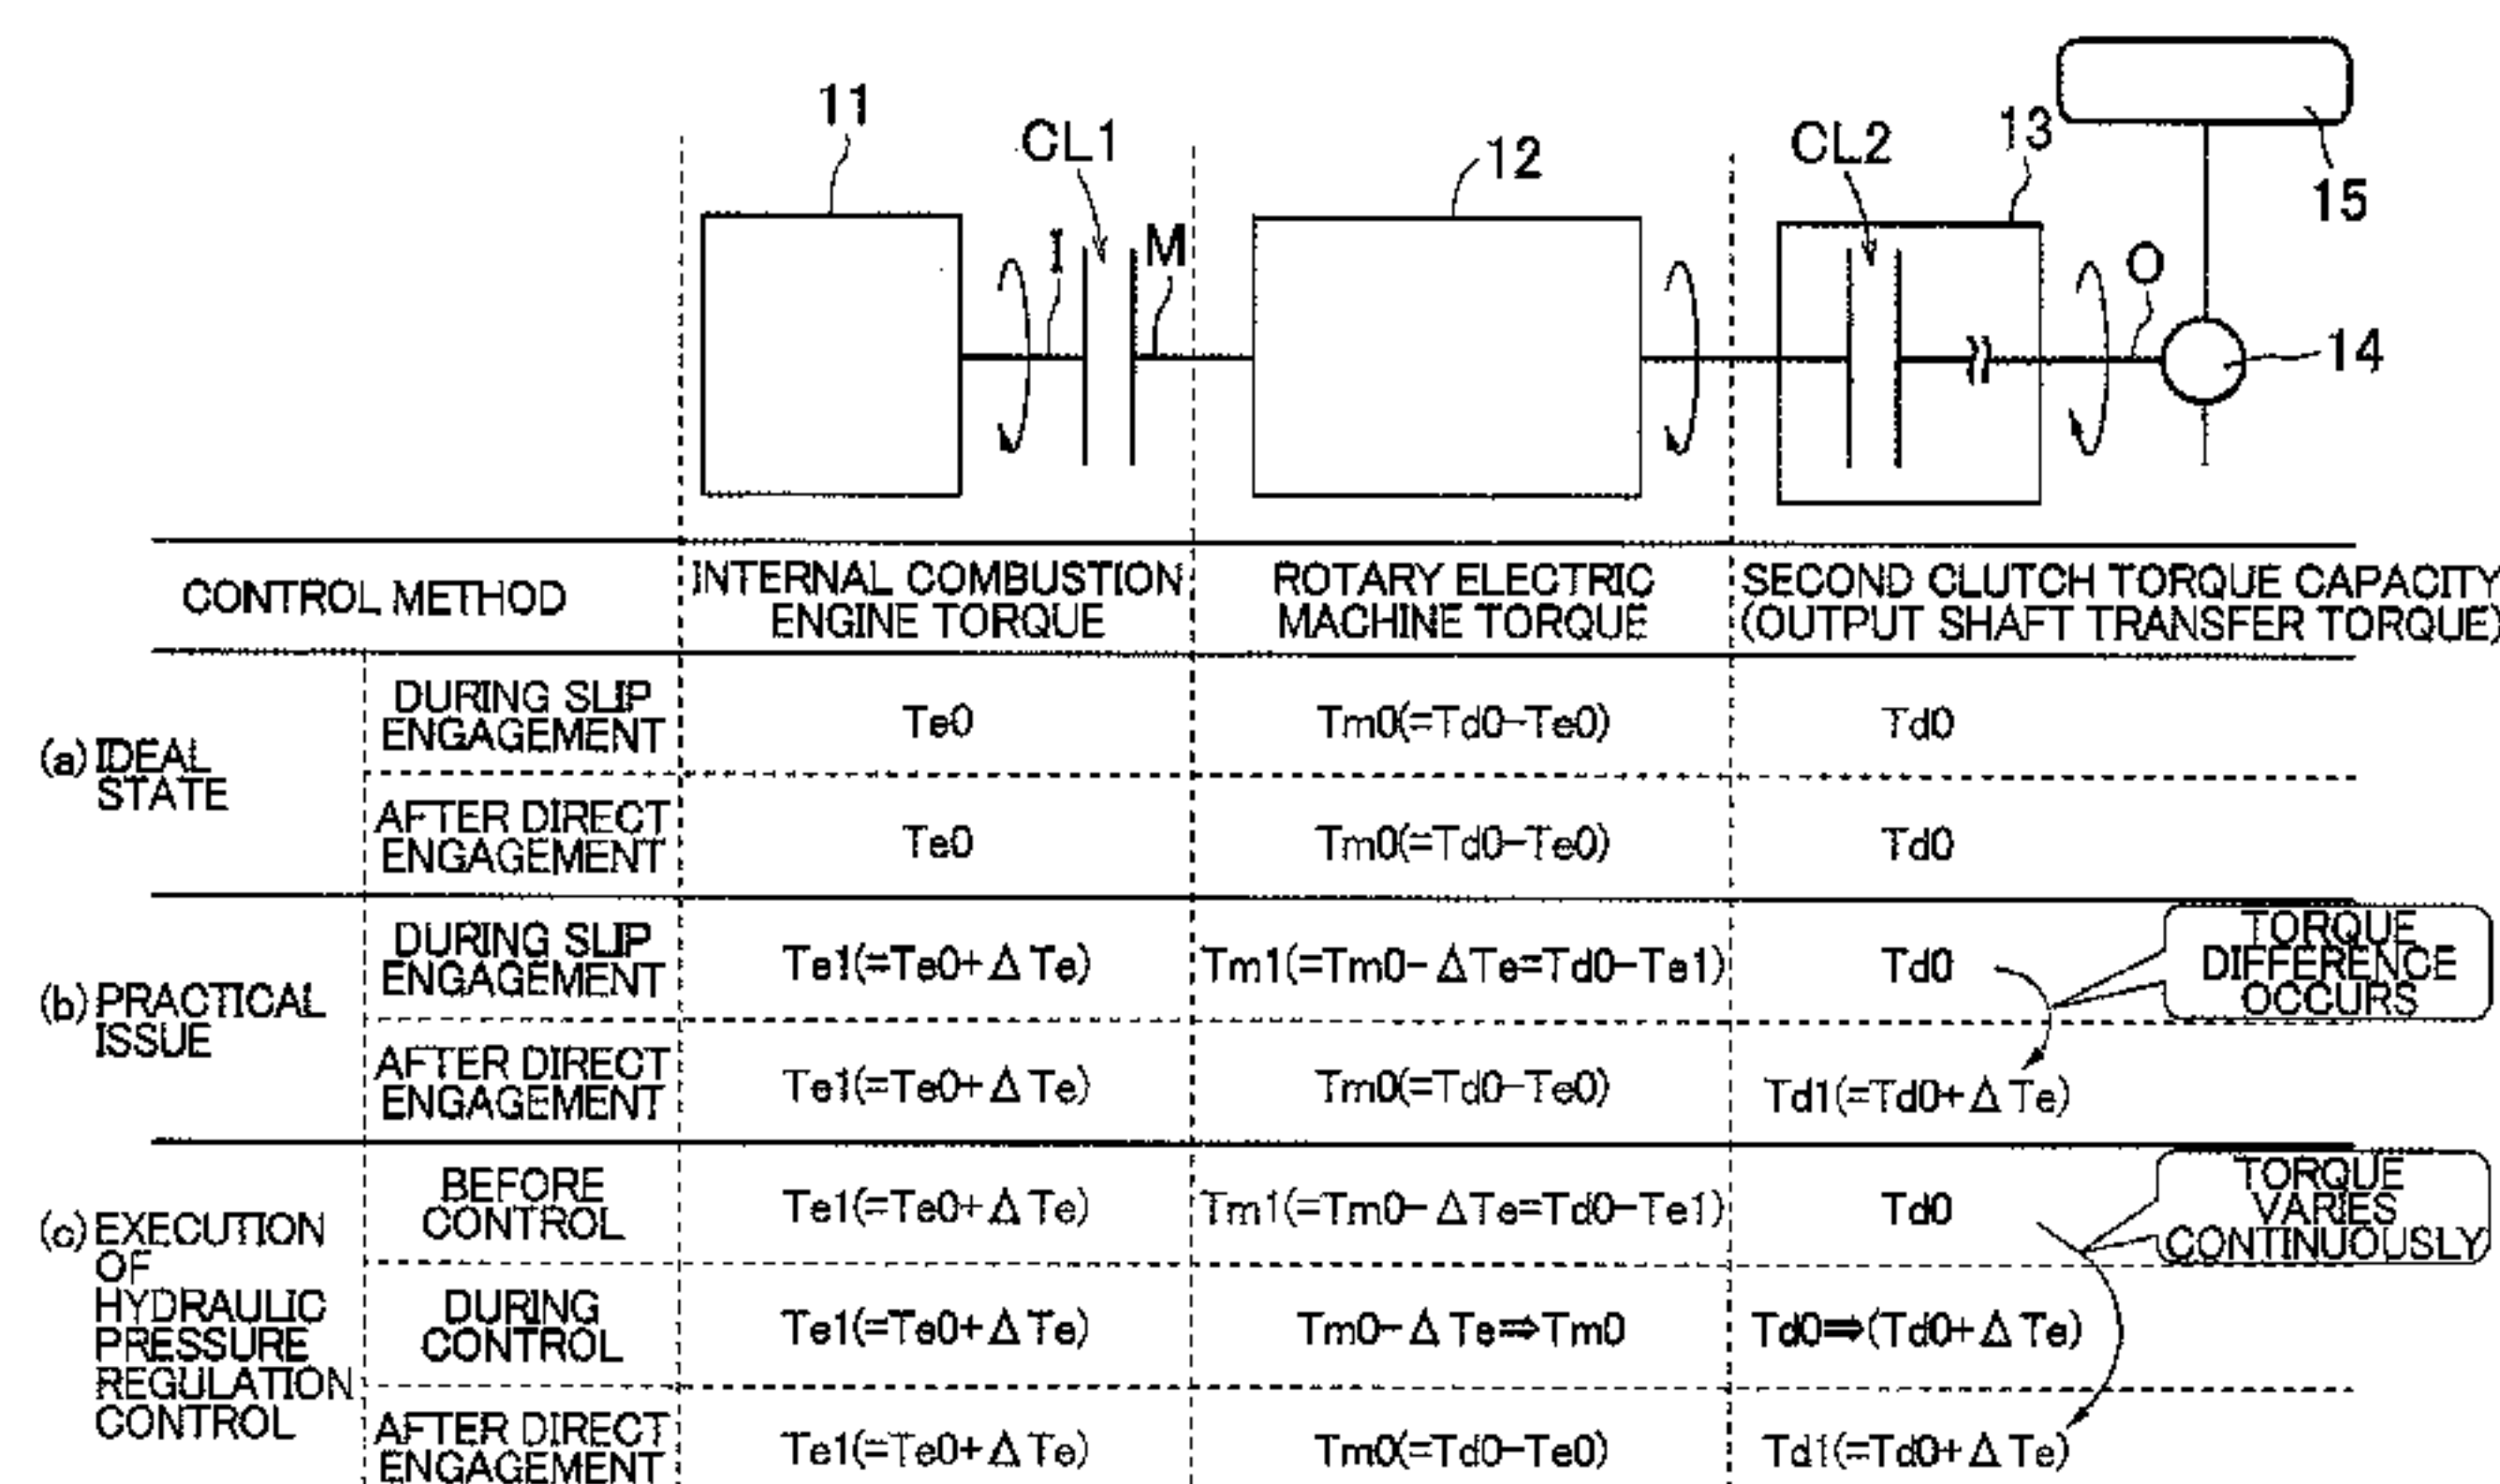 11
CL1
I
M
12
CL2
13
O
15
14
CONTROL METHOD
INTERNAL COMBUSTION
ENGINE TORQUE
ROTARY ELECTRIC
MACHINE TORQUE
SECOND CLUTCH TORQUE CAPACITY
(OUTPUT SHAFT TRANSFER TORQUE)
(a) IDEAL
STATE
DURING SLIP
ENGAGEMENT
Te0
Tm0(=Td0-Te0)
Td0
AFTER DIRECT
ENGAGEMENT
Te0
Tm0(=Td0-Te0)
Td0
(b) PRACTICAL
ISSUE
DURING SLIP
ENGAGEMENT
Te1(=Te0+ΔTe)
Tm1(=Tm0-ΔTe=Td0-Te1)
Td0
TORQUE
DIFFERENCE
OCCURS
AFTER DIRECT
ENGAGEMENT
Te1(=Te0+ΔTe)
Tm0(=Td0-Te0)
Td1(=Td0+ΔTe)
(c) EXECUTION
OF
HYDRAULIC
PRESSURE
REGULATION
CONTROL
BEFORE
CONTROL
Te1(=Te0+ΔTe)
Tm1(=Tm0-ΔTe=Td0-Te1)
Td0
TORQUE
VARIES
CONTINUOUSLY
DURING
CONTROL
Te1(=Te0+ΔTe)
Tm0-ΔTe⇒Tm0
Td0⇒(Td0+ΔTe)
AFTER DIRECT
ENGAGEMENT
Te1(=Te0+ΔTe)
Tm0(=Td0-Te0)
Td1(=Td0+ΔTe)